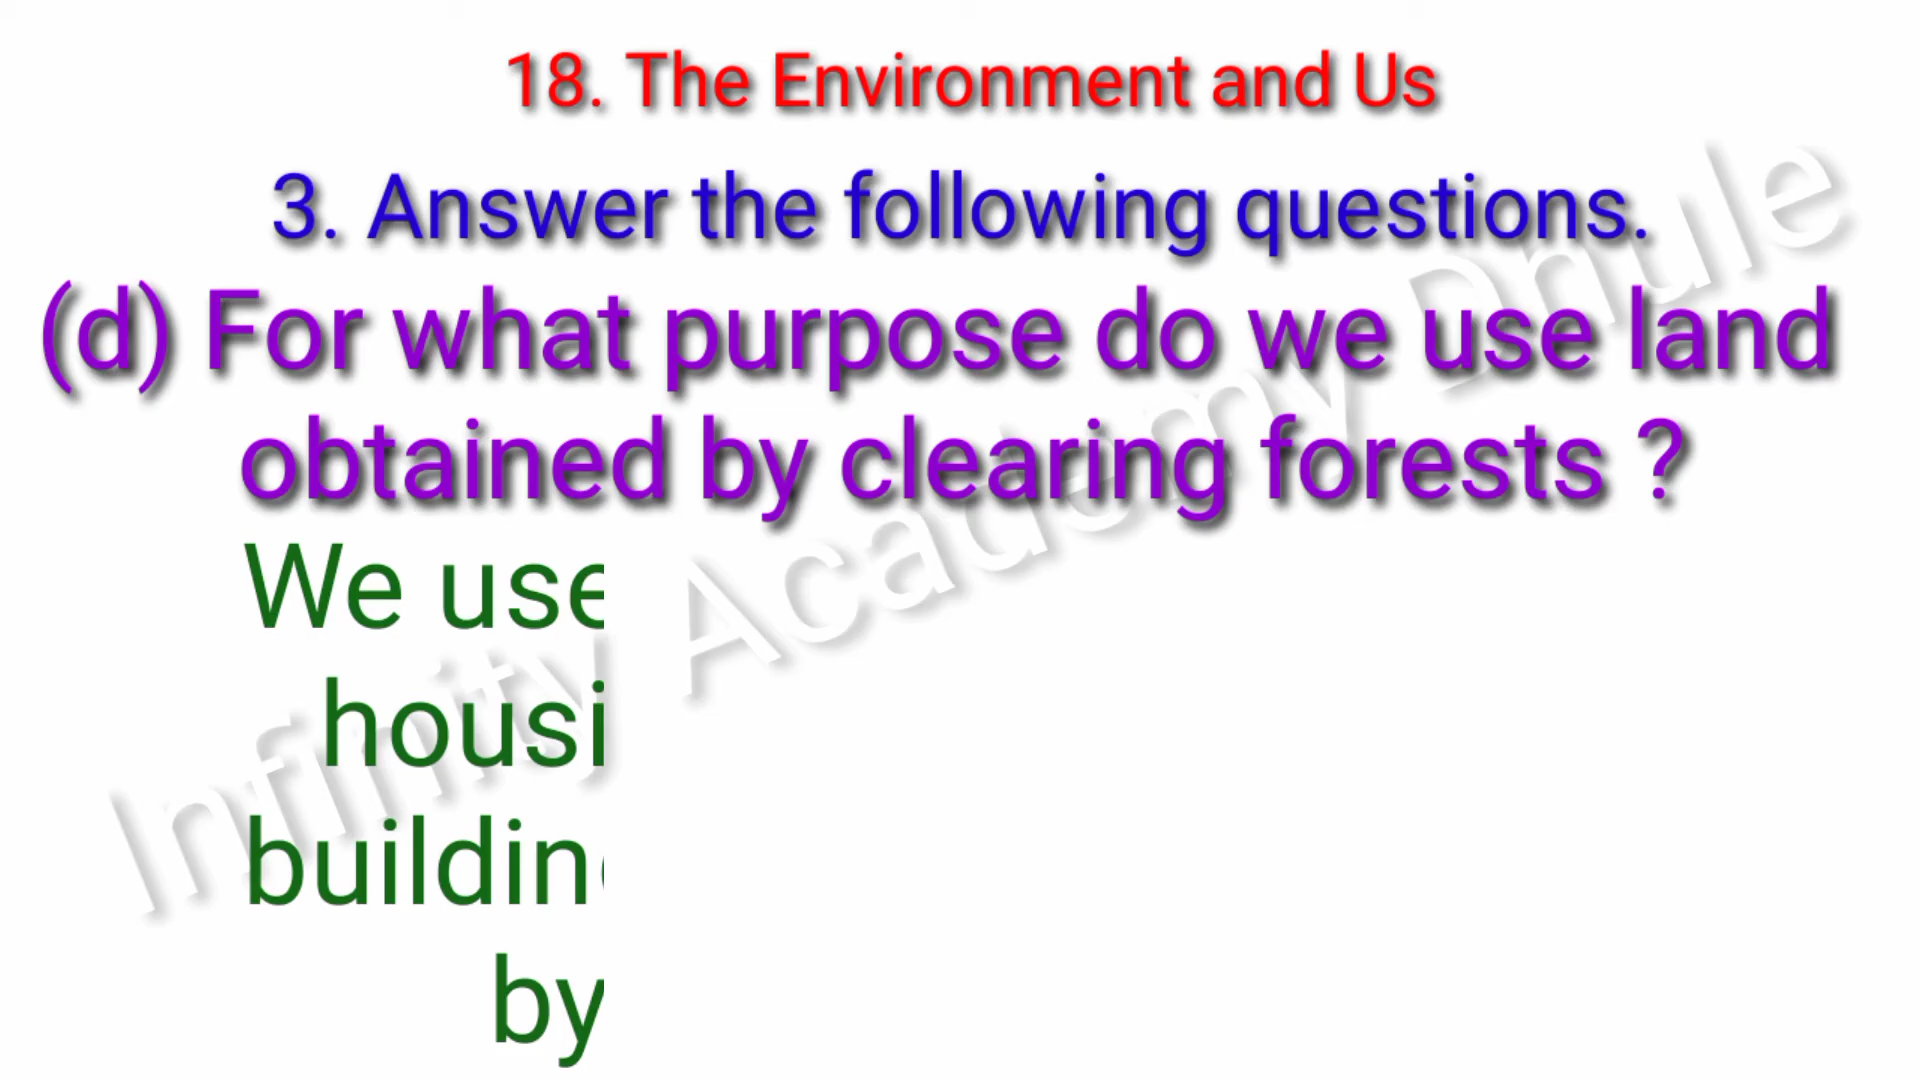 18. The Environment and Us
3. Answer the following questions.
(d) For what purpose do we use land
obtained by clearing forests ?
We use
housi
buildin
by
Infinity Academy Dhule